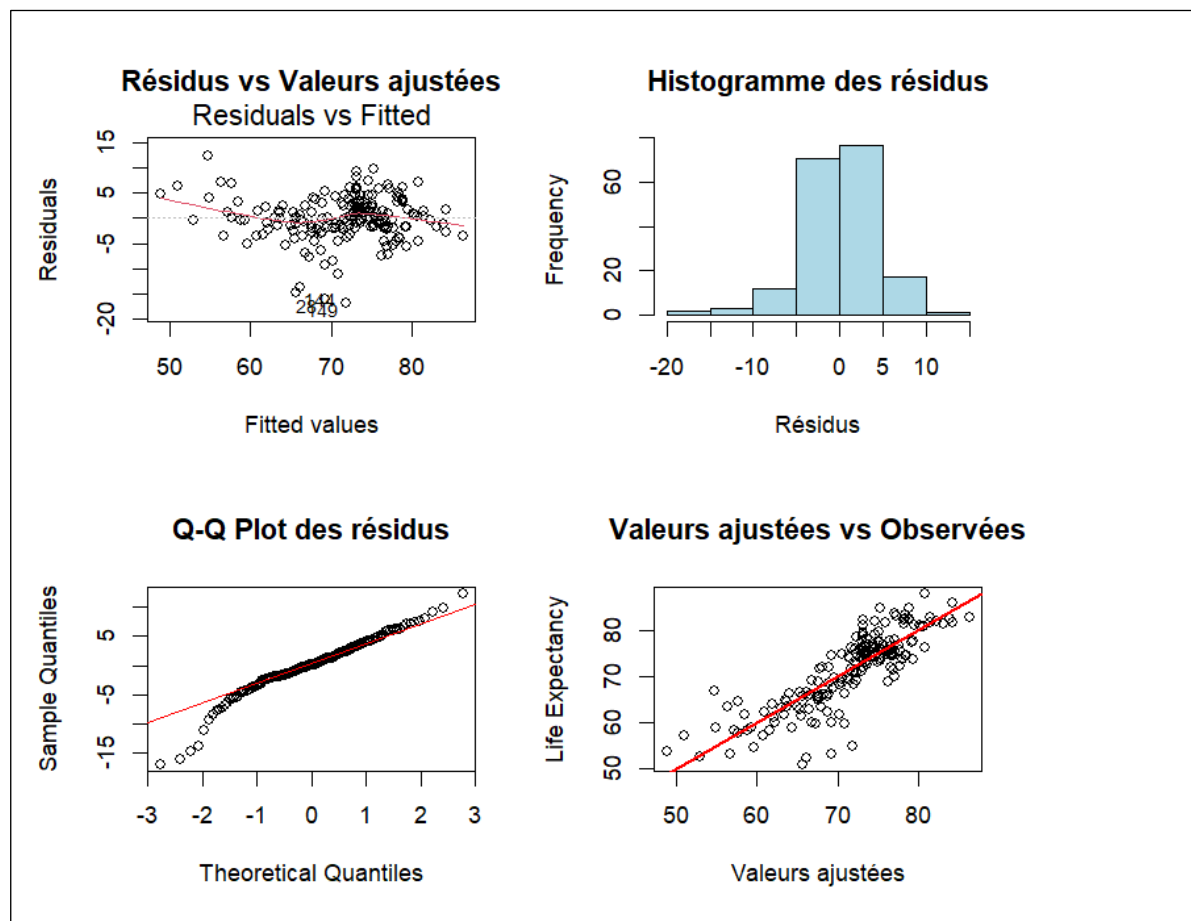 Résidus vs Valeurs ajustées
Residuals vs Fitted
Residuals
15
5
-5
-20
144
281
149
50 60 70 80
Fitted values
Histogramme des résidus
Frequency
60
20
0
-20 -10 0 5 10
Résidus
Q-Q Plot des résidus
Sample Quantiles
5
-5
-15
-3 -2 -1 0 1 2 3
Theoretical Quantiles
Valeurs ajustées vs Observées
Life Expectancy
80
70
60
50
50 60 70 80
Valeurs ajustées